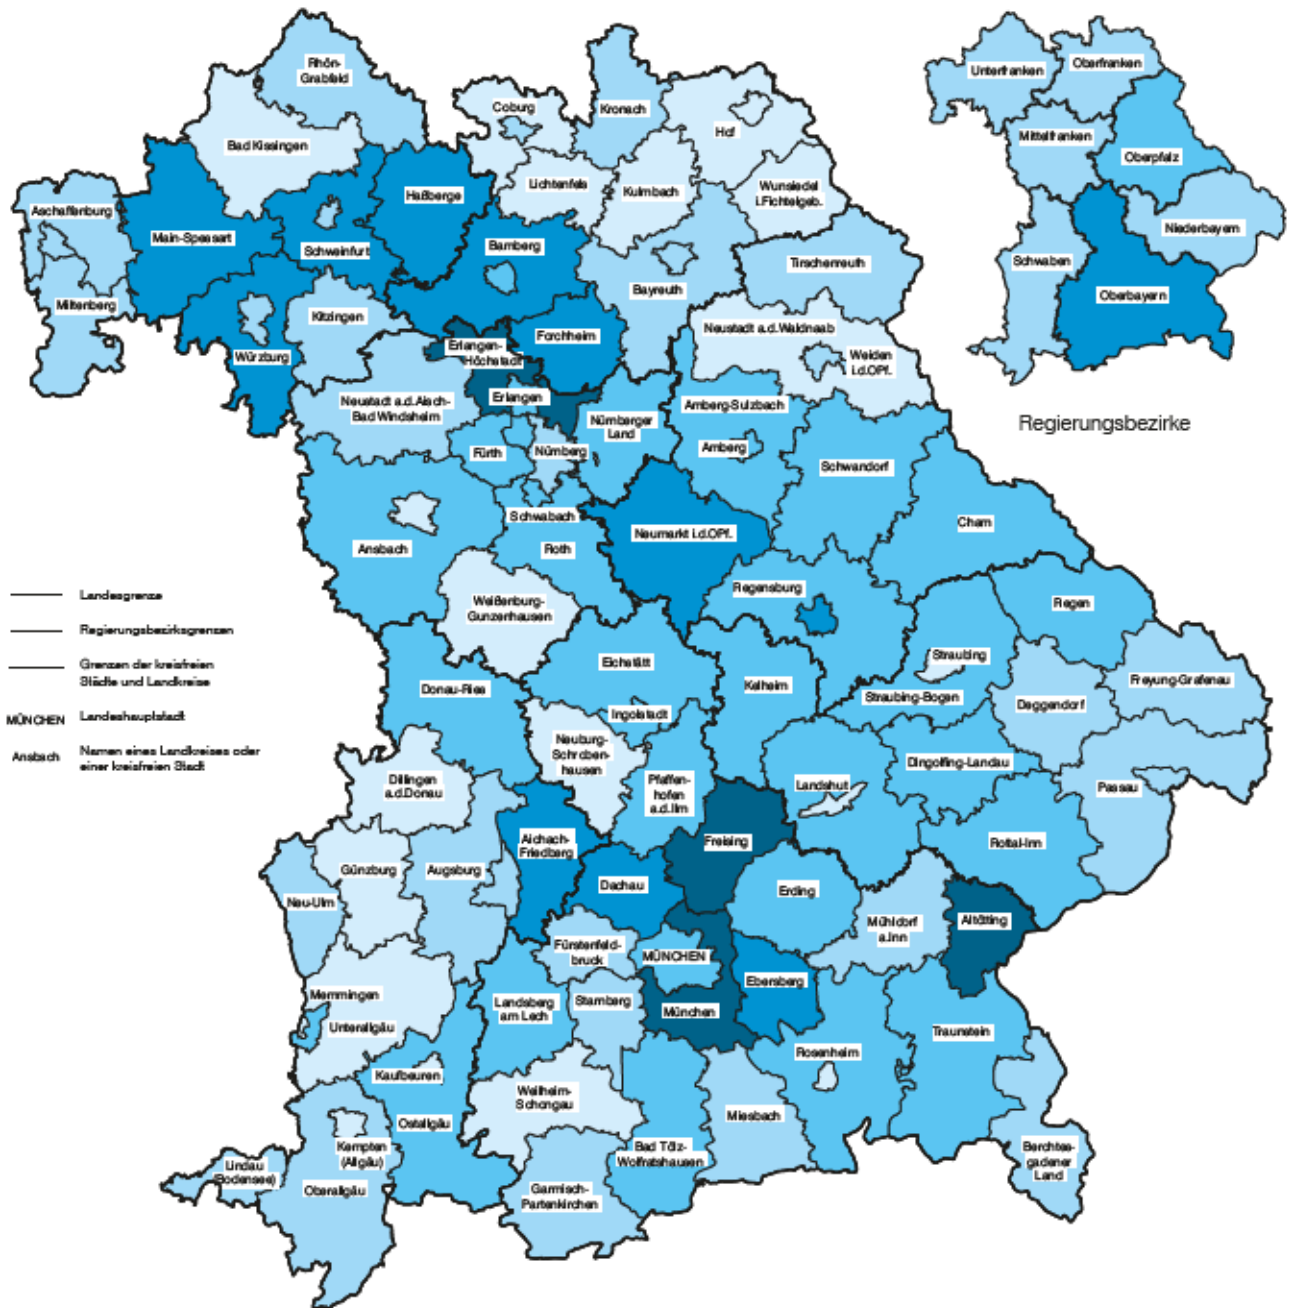 Rhön-
Grabfeld
Coburg
Kronach
Hof
Bad Kissingen
Lichtenfels
Kulmbach
Wunsiedel
i.Fichtelgeb.
Aschaffenburg
Haßberge
Main-Spessart
Schweinfurt
Bamberg
Tirschenreuth
Bayreuth
Miltenberg
Kitzingen
Neustadt a.d.Waldnaab
Würzburg
Forchheim
Erlangen-
Höchstadt
Weiden
i.d.OPf.
Neustadt a.d.Aisch-
Bad Windsheim
Erlangen
Nürnberger
Land
Amberg-Sulzbach
Fürth
Nürnberg
Amberg
Schwandorf
Schwabach
Cham
Ansbach
Roth
Neumarkt i.d.OPf.
Weißenburg-
Gunzenhausen
Regensburg
Regen
Eichstätt
Straubing
Freyung-Grafenau
Donau-Ries
Kelheim
Straubing-Bogen
Deggendorf
Ingolstadt
Neuburg-
Schroben-
hausen
Dingolfing-Landau
Dillingen
a.d.Donau
Pfaffen-
hofen
a.d.Ilm
Landshut
Passau
Aichach-
Friedberg
Freising
Rottal-Inn
Günzburg
Augsburg
Dachau
Erding
Neu-Ulm
Mühldorf
a.Inn
Altötting
Fürstenfeld-
bruck
MÜNCHEN
Ebersberg
Memmingen
Landsberg
am Lech
Starnberg
München
Unterallgäu
Traunstein
Rosenheim
Kaufbeuren
Weilheim-
Schongau
Miesbach
Ostallgäu
Kempten
(Allgäu)
Bad Tölz-
Wolfratshausen
Berchtes-
gadener
Land
Lindau
(Bodensee)
Oberallgäu
Garmisch-
Partenkirchen
Unterfranken
Oberfranken
Mittelfranken
Oberpfalz
Niederbayern
Schwaben
Oberbayern
Regierungsbezirke
Landesgrenze
Regierungsbezirksgrenzen
Grenzen der kreisfreien
Städte und Landkreise
MÜNCHEN Landeshauptstadt
Ansbach Namen eines Landkreises oder
einer kreisfreien Stadt